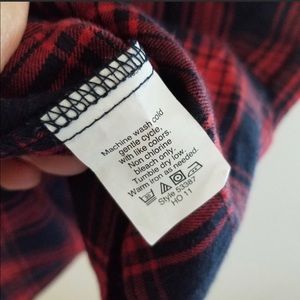 Machine wash cold
gentle cycle.
with like colors.
Non chlorine
bleach only.
Tumble dry low.
Warm iron as needed.
Style 53387
HO 11